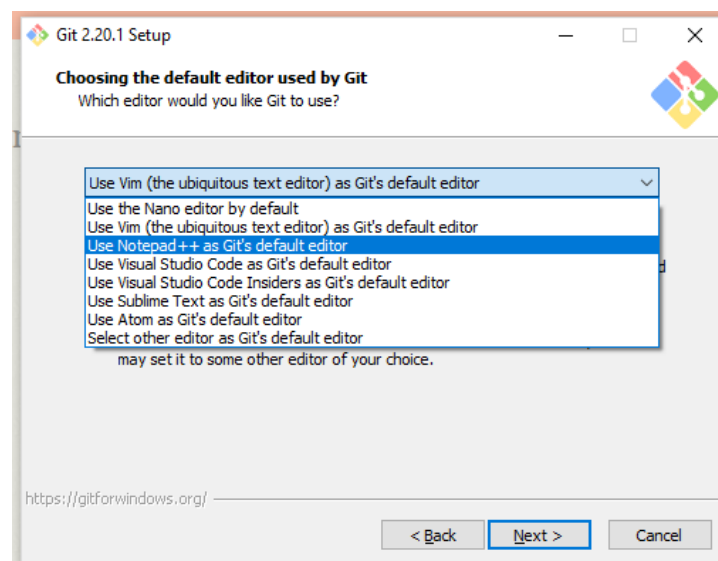 Git 2.20.1 Setup
Choosing the default editor used by Git
Which editor would you like Git to use?
Use Vim (the ubiquitous text editor) as Git's default editor
Use the Nano editor by default
Use Vim (the ubiquitous text editor) as Git's default editor
Use Notepad++ as Git's default editor
Use Visual Studio Code as Git's default editor
Use Visual Studio Code Insiders as Git's default editor
Use Sublime Text as Git's default editor
Use Atom as Git's default editor
Select other editor as Git's default editor
may set it to some other editor of your choice.
https://gitforwindows.org/
< Back Next > Cancel